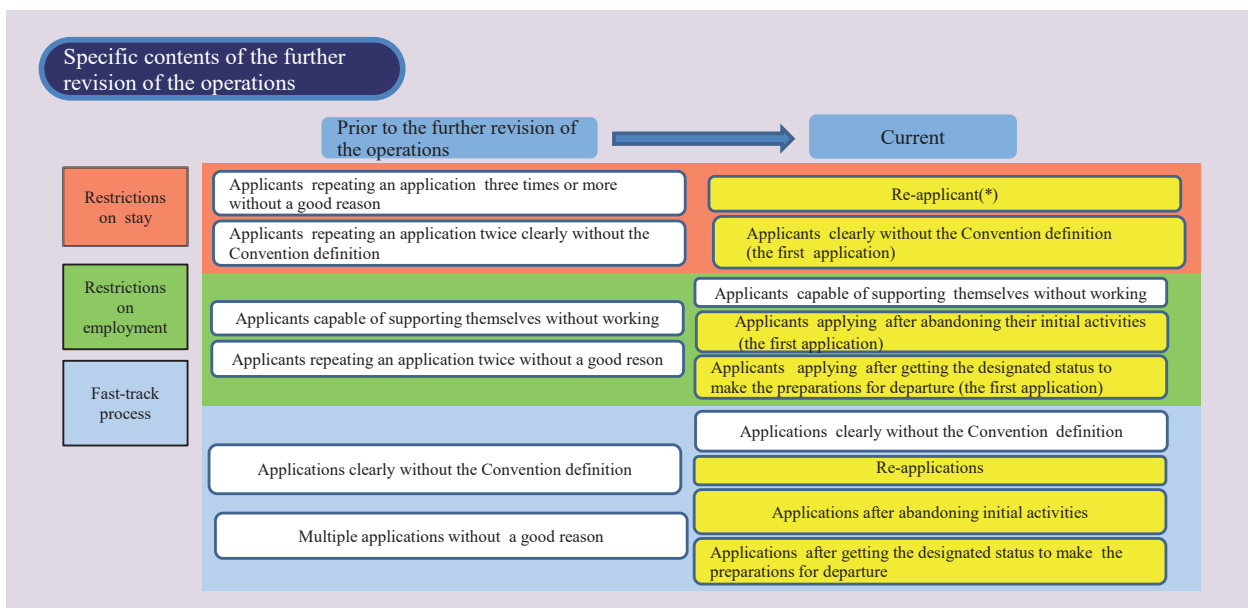 Specific contents of the further
revision of the operations
Prior to the further revision of
the operations
Current
Restrictions
on stay
Applicants repeating an application three times or more
without a good reason
Applicants repeating an application twice clearly without the
Convention definition
Re-applicant(*)
Applicants clearly without the Convention definition
(the first application)
Restrictions
on
employment
Applicants capable of supporting themselves without working
Applicants repeating an application twice without a good reson
Applicants capable of supporting themselves without working
Applicants applying after abandoning their initial activities
(the first application)
Applicants applying after getting the designated status to
make the preparations for departure (the first application)
Fast-track
process
Applications clearly without the Convention definition
Multiple applications without a good reason
Applications clearly without the Convention definition
Re-applications
Applications after abandoning initial activities
Applications after getting the designated status to make the
preparations for departure